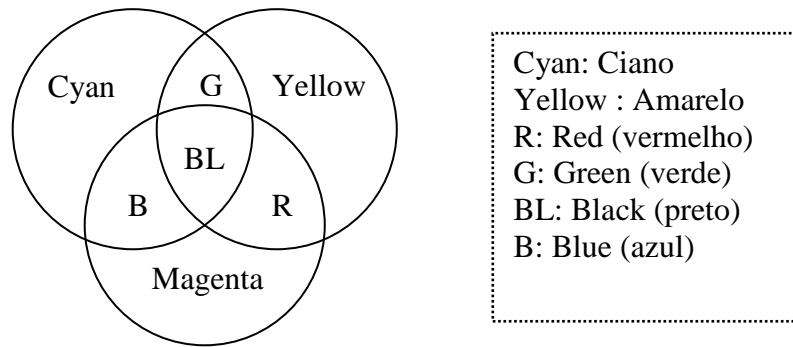 Cyan
G
Yellow
BL
B
R
Magenta
Cyan: Ciano
Yellow : Amarelo
R: Red (vermelho)
G: Green (verde)
BL: Black (preto)
B: Blue (azul)